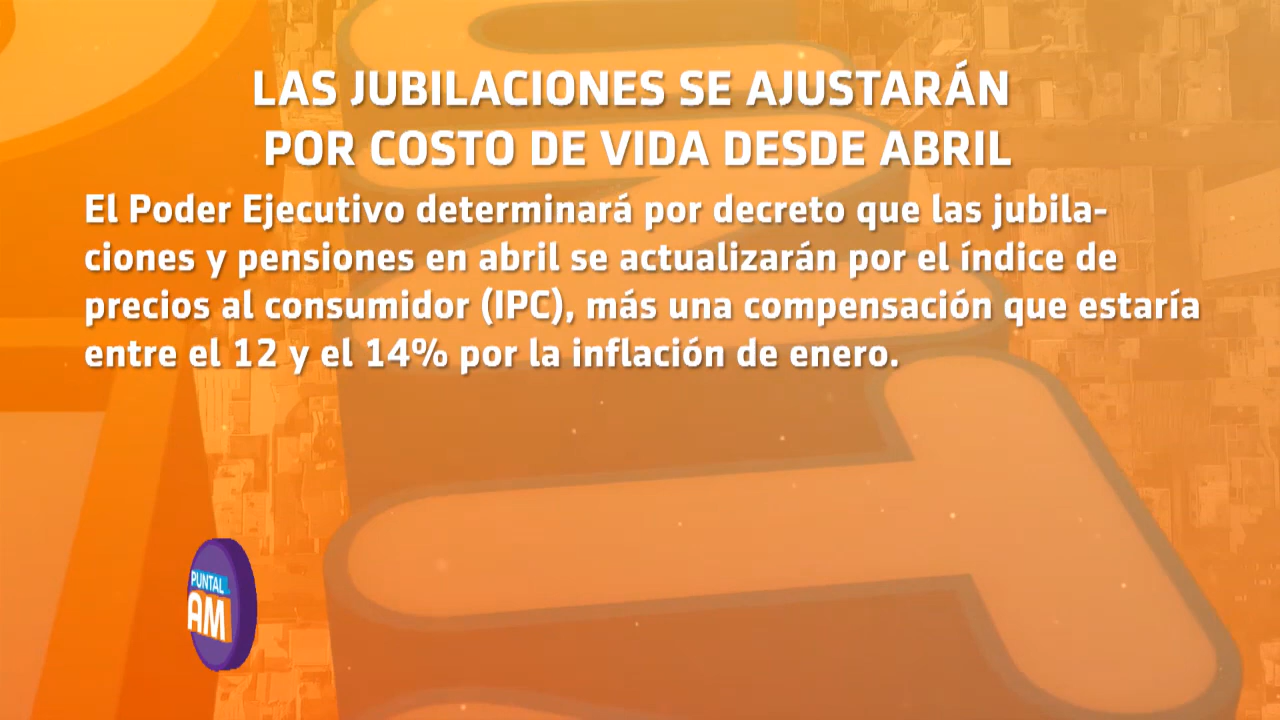 LAS JUBILACIONES SE AJUSTARÁN
POR COSTO DE VIDA DESDE ABRIL
El Poder Ejecutivo determinará por decreto que las jubila-
ciones y pensiones en abril se actualizarán por el índice de
precios al consumidor (IPC), más una compensación que estaría
entre el 12 y el 14% por la inflación de enero.
PUNTAL
AM